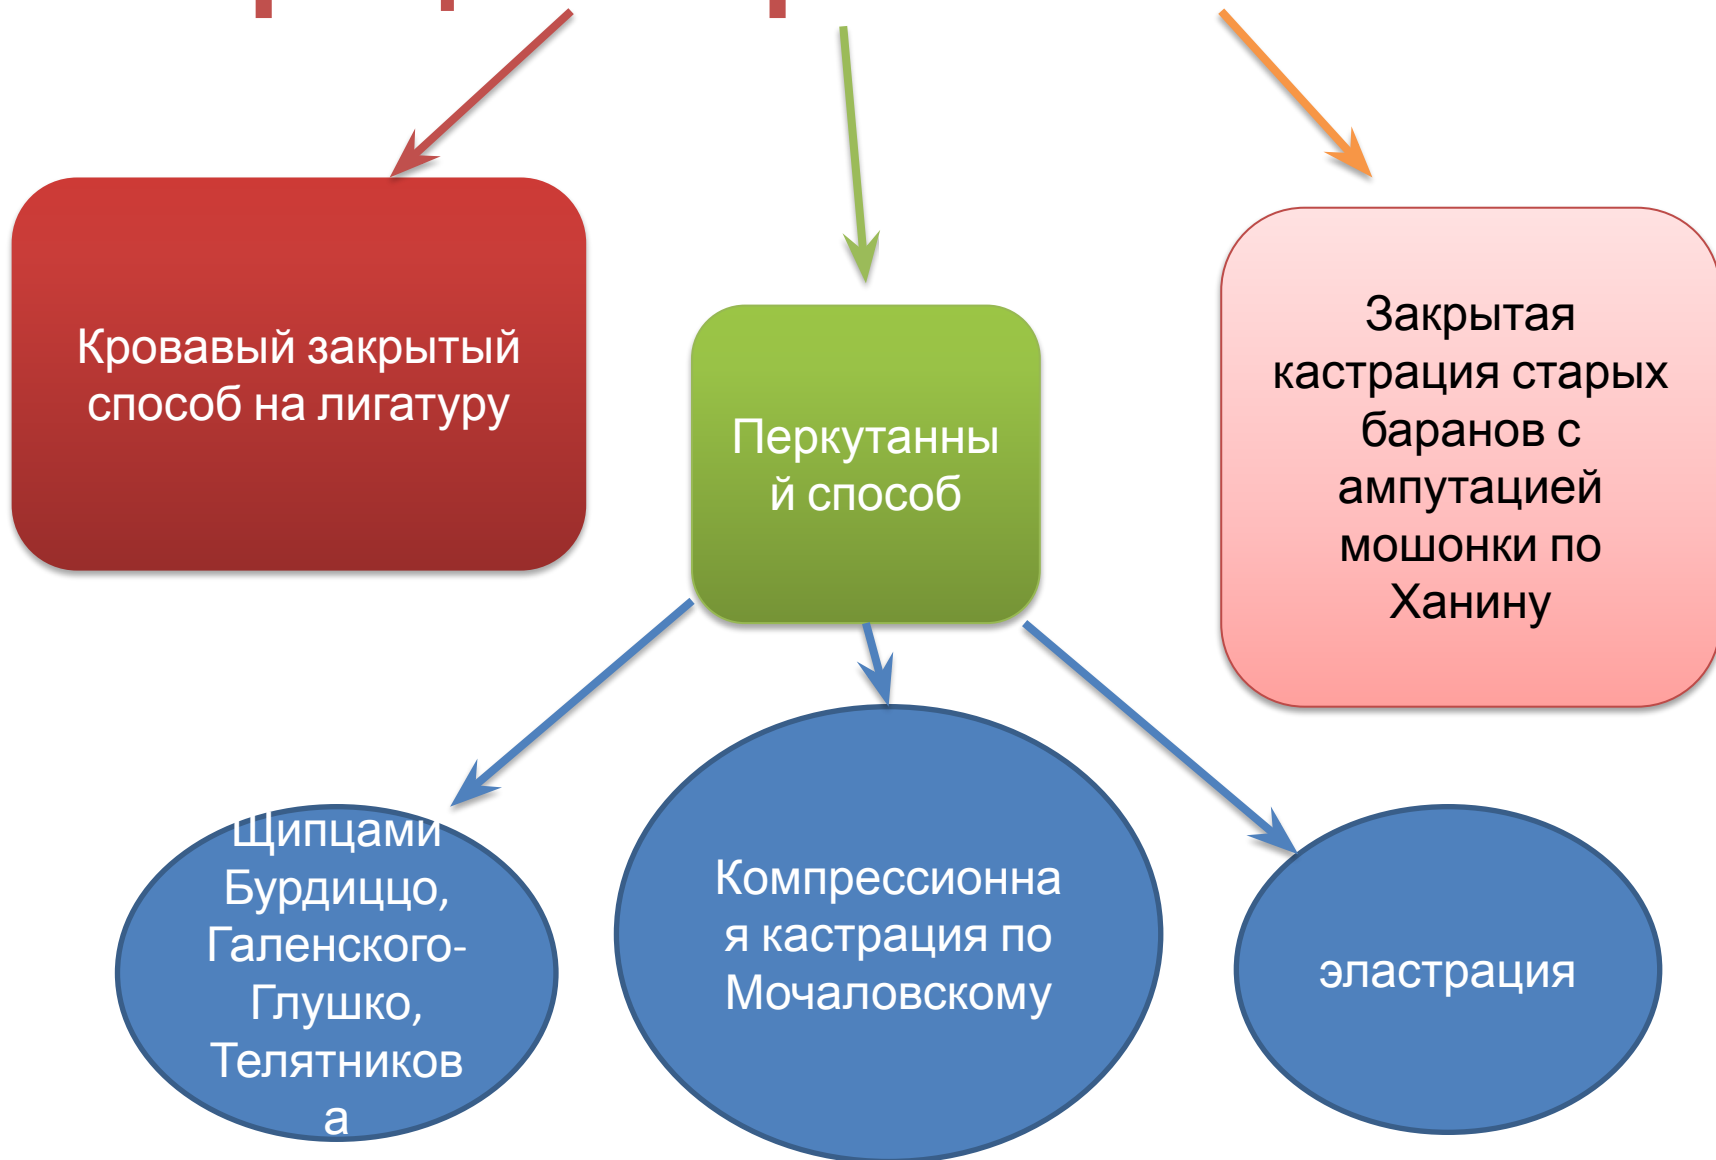 Кровавый закрытый
способ на лигатуру
Перкутанны
й способ
Закрытая
кастрация старых
баранов с
ампутацией
мошонки по
Ханину
Щипцами
Бурдиццо,
Галенского-
Глушко,
Телятников
а
Компрессионна
я кастрация по
Мочаловскому
эластрация